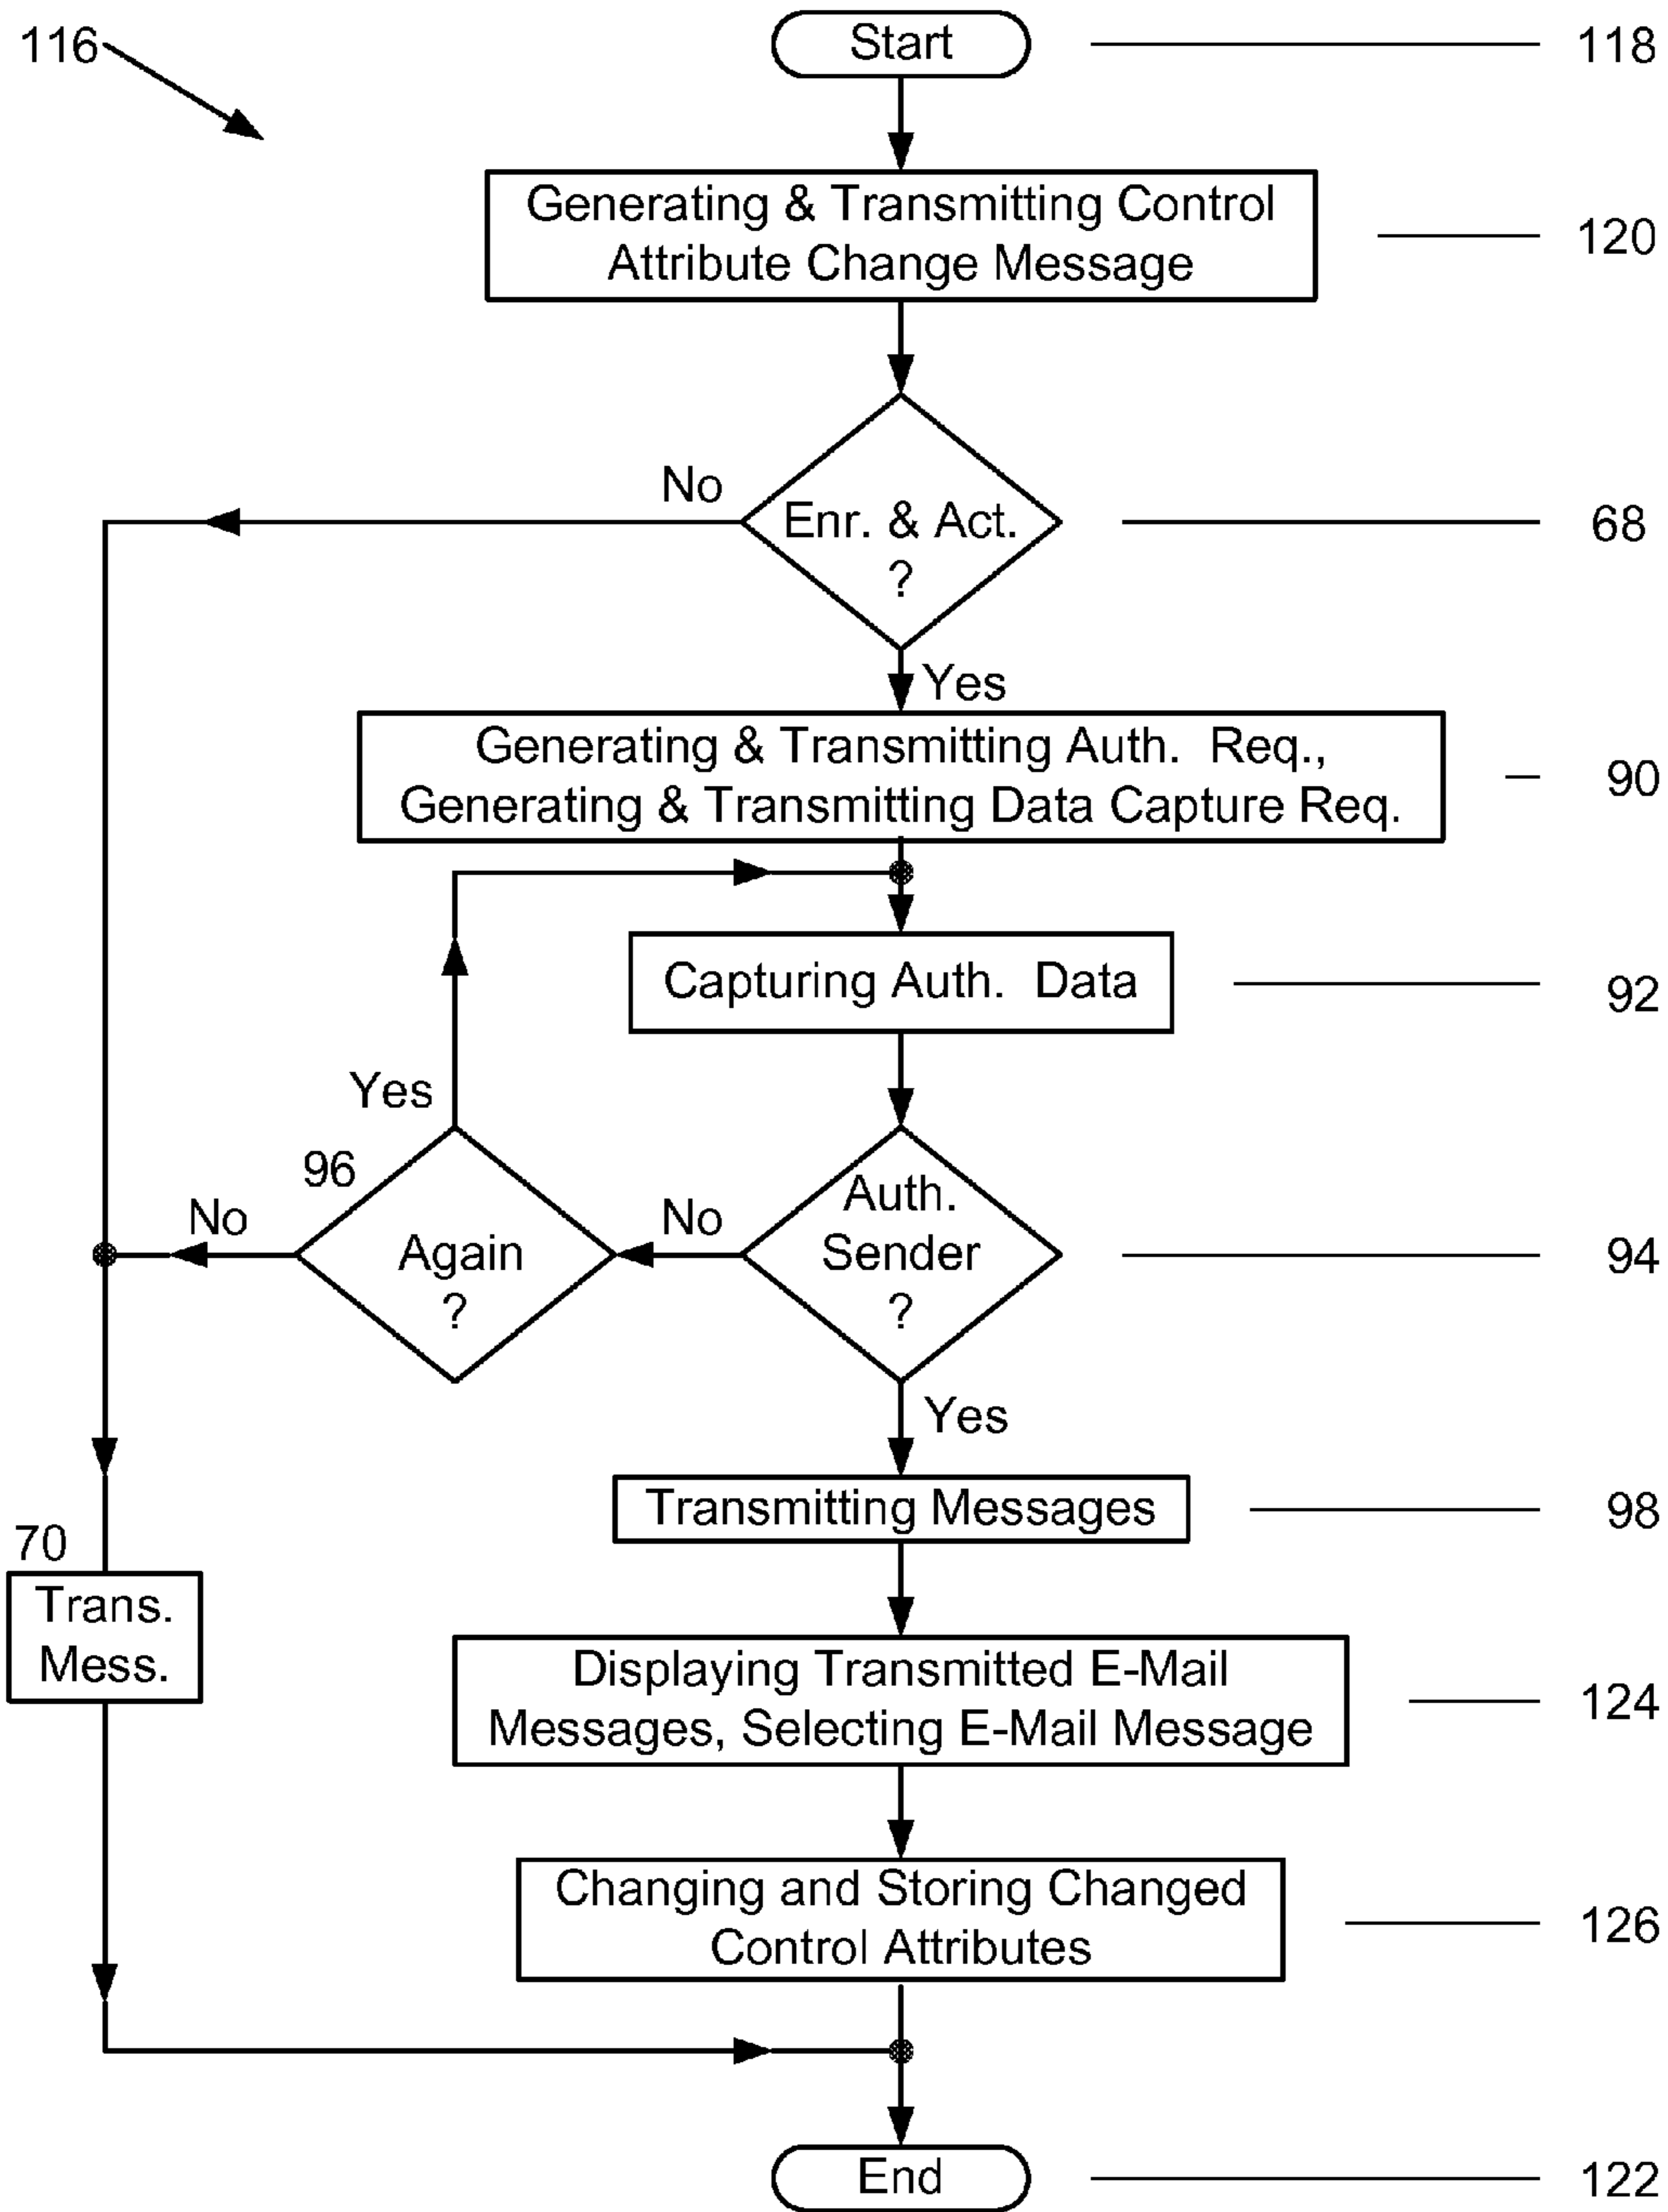 116
Start
118
Generating & Transmitting Control
Attribute Change Message
120
No
Enr. & Act.
?
68
Yes
Generating & Transmitting Auth. Req.,
Generating & Transmitting Data Capture Req.
90
Capturing Auth. Data
92
Yes
96
No
Again
?
No
Auth.
Sender
?
94
Yes
Transmitting Messages
98
70
Trans.
Mess.
Displaying Transmitted E-Mail
Messages, Selecting E-Mail Message
124
Changing and Storing Changed
Control Attributes
126
End
122